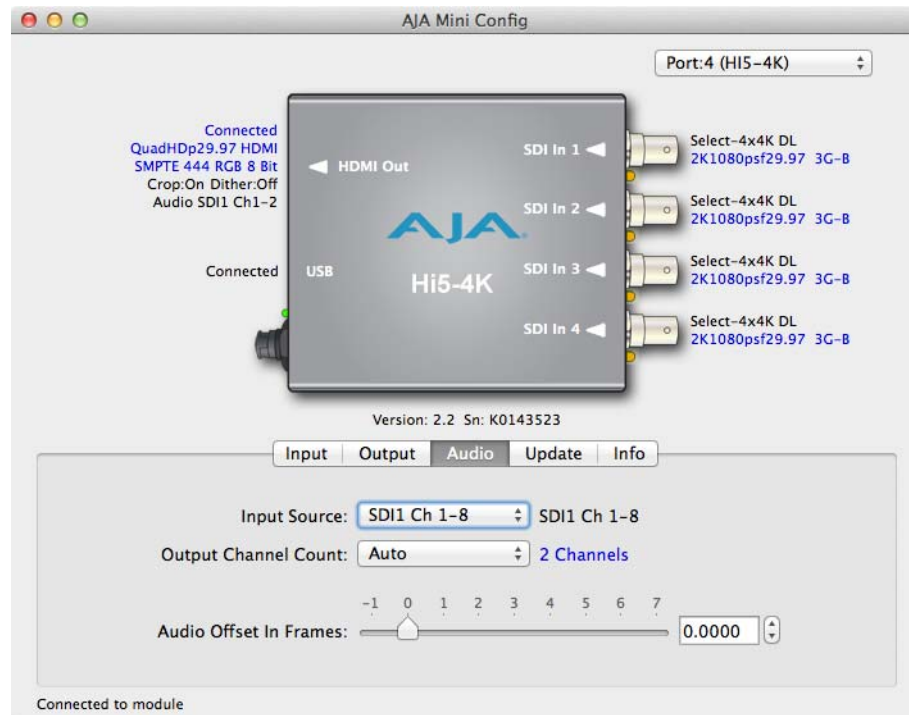 AJA Mini Config
Port:4 (HI5-4K)
Connected
QuadHDp29.97 HDMI
SMPTE 444 RGB 8 Bit
Crop:On Dither:Off
Audio SDI1 Ch1-2
Connected
HDMI Out
USB
AJA
Hi5-4K
SDI In 1
SDI In 2
SDI In 3
SDI In 4
Select-4x4K DL
2K1080psf29.97 3G-B
Select-4x4K DL
2K1080psf29.97 3G-B
Select-4x4K DL
2K1080psf29.97 3G-B
Select-4x4K DL
2K1080psf29.97 3G-B
Version: 2.2 Sn: K0143523
Input Output Audio Update Info
Input Source: SDI1 Ch 1-8 SDI1 Ch 1-8
Output Channel Count: Auto 2 Channels
-1 0 1 2 3 4 5 6 7
Audio Offset In Frames: 0.0000
Connected to module